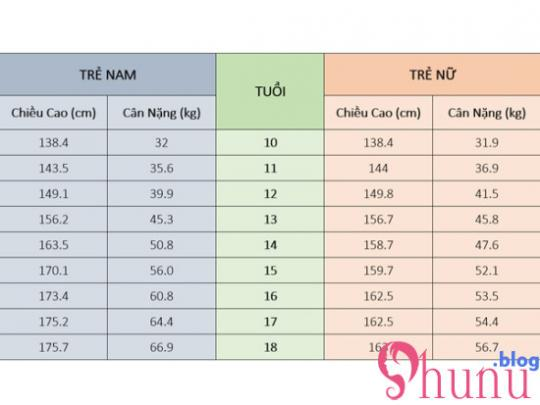 TRẺ NAM TUỔI TRẺ NỮ
Chiều Cao (cm) Cân Nặng (kg) Chiều Cao (cm) Cân Nặng (kg)
138.4 32 10 138.4 31.9
143.5 35.6 11 144 36.9
149.1 39.9 12 149.8 41.5
156.2 45.3 13 156.7 45.8
163.5 50.8 14 158.7 47.6
170.1 56.0 15 159.7 52.1
173.4 60.8 16 162.5 53.5
175.2 64.4 17 162.5 54.4
175.7 66.9 18 56.7
.blog
Phunu